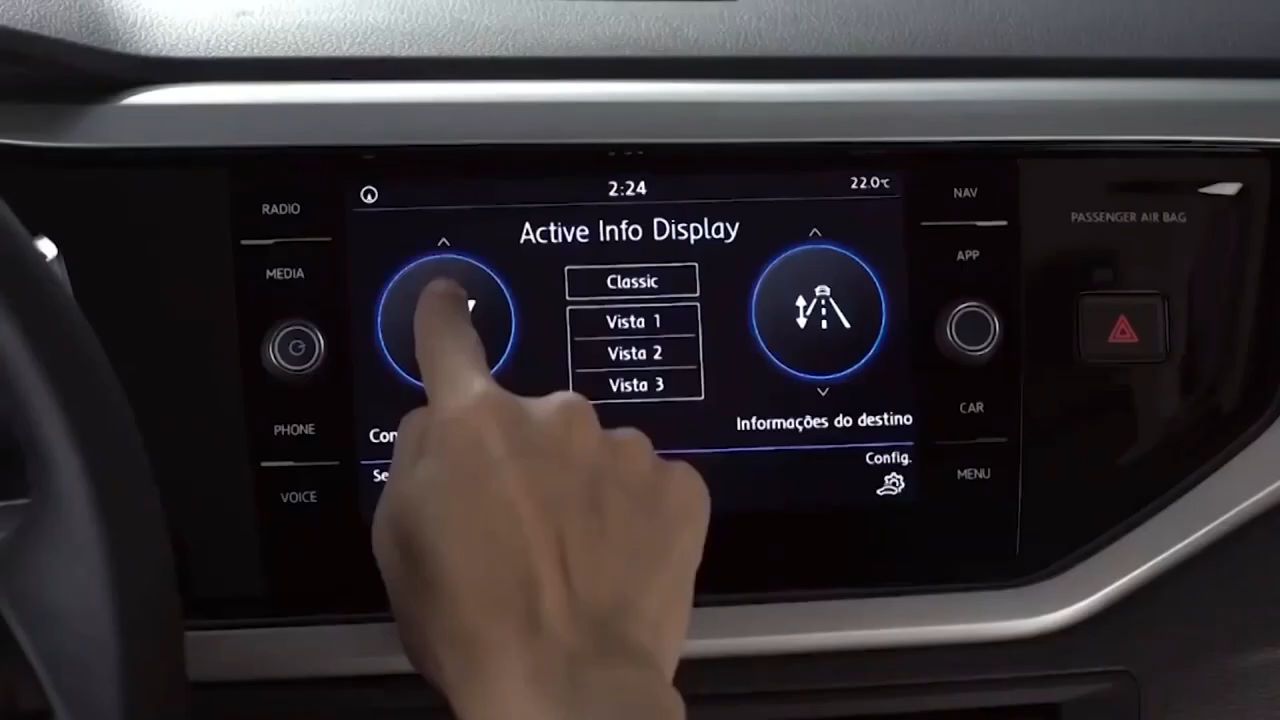 RADIO
MEDIA
PHONE
VOICE
2:24
22.0°C
Active Info Display
Classic
Vista 1
Vista 2
Vista 3
Informações do destino
Config.
NAV
APP
CAR
MENU
PASSENGER AIR BAG